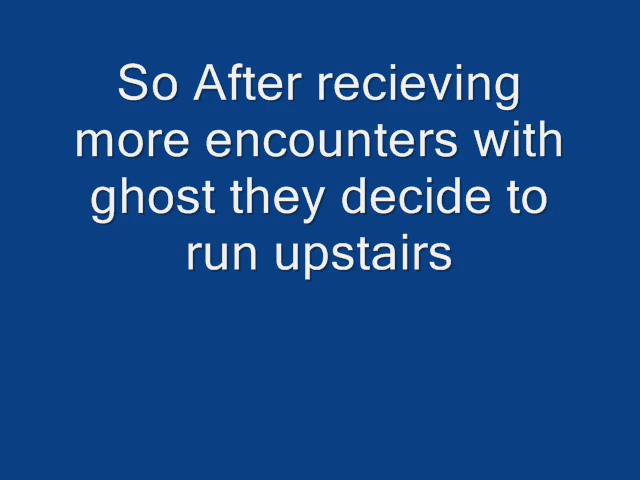 So After recieving
more encounters with
ghost they decide to
run upstairs